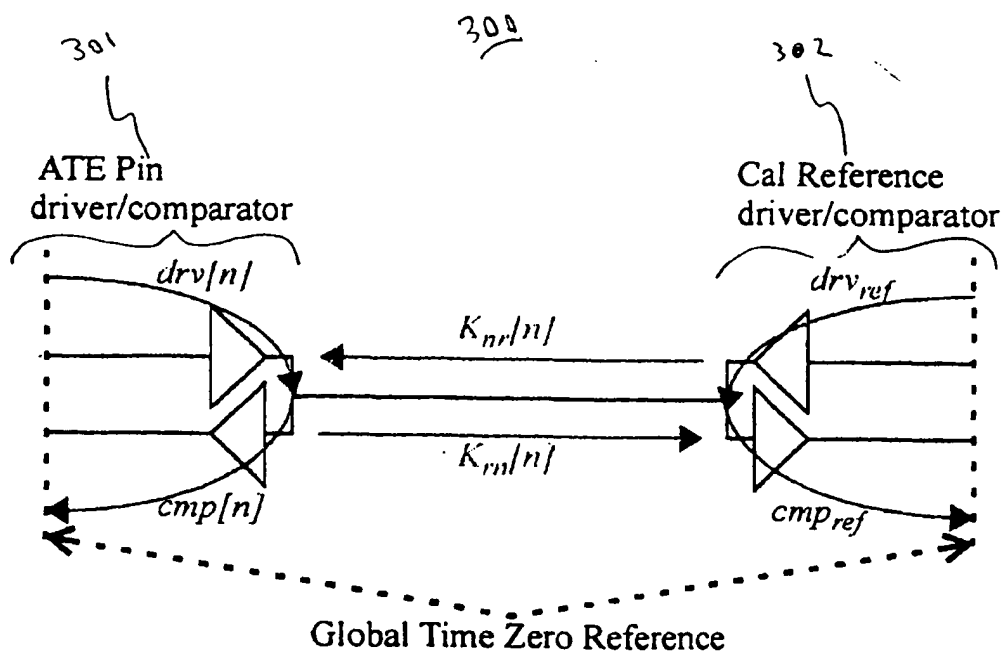 300
301
302
ATE Pin
driver/comparator
Cal Reference
driver/comparator
drv[n]
drv_ref
K_nr[n]
K_rn[n]
cmp[n]
cmp_ref
Global Time Zero Reference